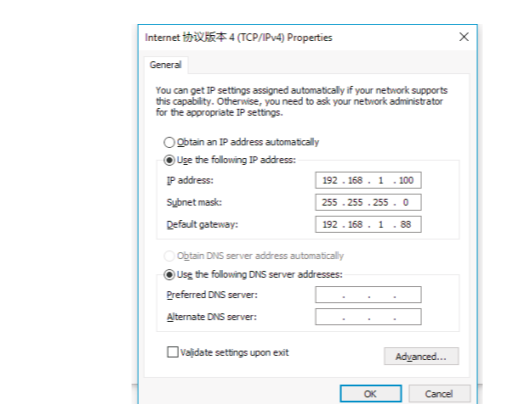 Internet 协议版本 4 (TCP/IPv4) Properties
General
You can get IP settings assigned automatically if your network supports
this capability. Otherwise, you need to ask your network administrator
for the appropriate IP settings.
Obtain an IP address automatically
Use the following IP address:
IP address: 192 . 168 . 1 . 100
Subnet mask: 255 . 255 . 255 . 0
Default gateway: 192 . 168 . 1 . 88
Obtain DNS server address automatically
Use the following DNS server addresses:
Preferred DNS server: . . .
Alternate DNS server: . . .
Validate settings upon exit
Advanced...
OK Cancel